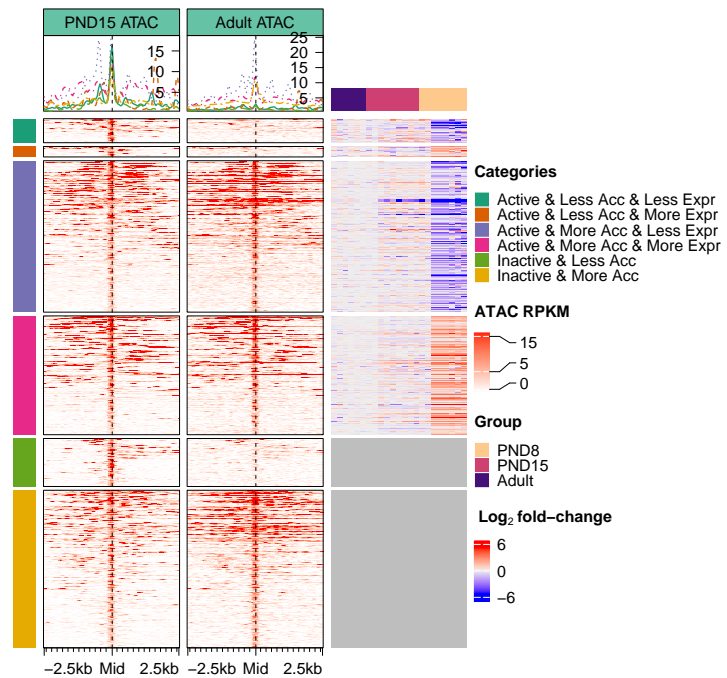 PND15 ATAC
Adult ATAC
15
10
5
25
20
15
10
5
Categories
Active & Less Acc & Less Expr
Active & Less Acc & More Expr
Active & More Acc & Less Expr
Active & More Acc & More Expr
Inactive & Less Acc
Inactive & More Acc
ATAC RPKM
15
5
0
Group
PND8
PND15
Adult
Log₂ fold−change
6
0
−6
−2.5kb Mid 2.5kb
−2.5kb Mid 2.5kb